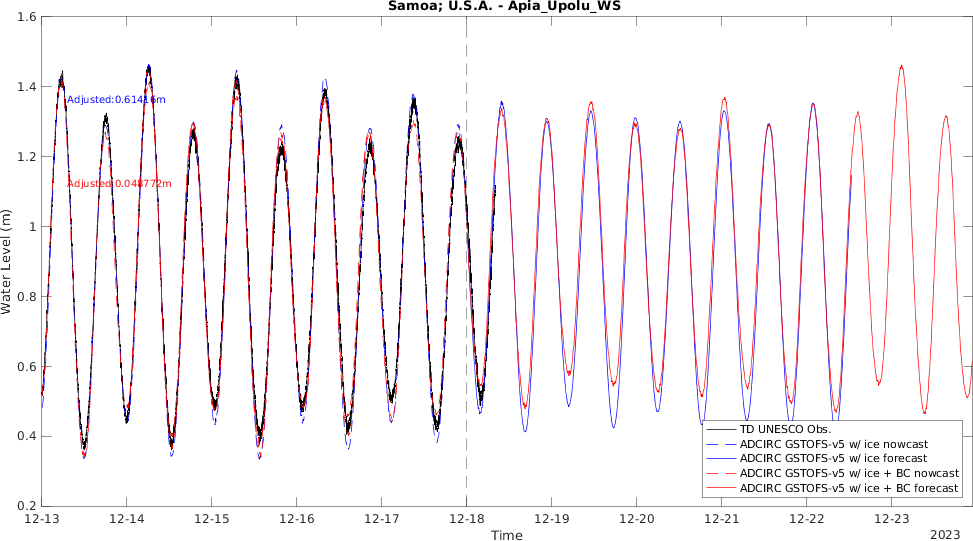 Samoa; U.S.A. - Apia_Upolu_WS
1.6
1.4
1.2
1
0.8
0.6
0.4
0.2
Water Level (m)
Adjusted:0.61416m
Adjusted:0.048772m
TD UNESCO Obs.
ADCIRC GSTOFS-v5 w/ ice nowcast
ADCIRC GSTOFS-v5 w/ ice forecast
ADCIRC GSTOFS-v5 w/ ice + BC nowcast
ADCIRC GSTOFS-v5 w/ ice + BC forecast
12-13 12-14 12-15 12-16 12-17 12-18 12-19 12-20 12-21 12-22 12-23
Time
2023